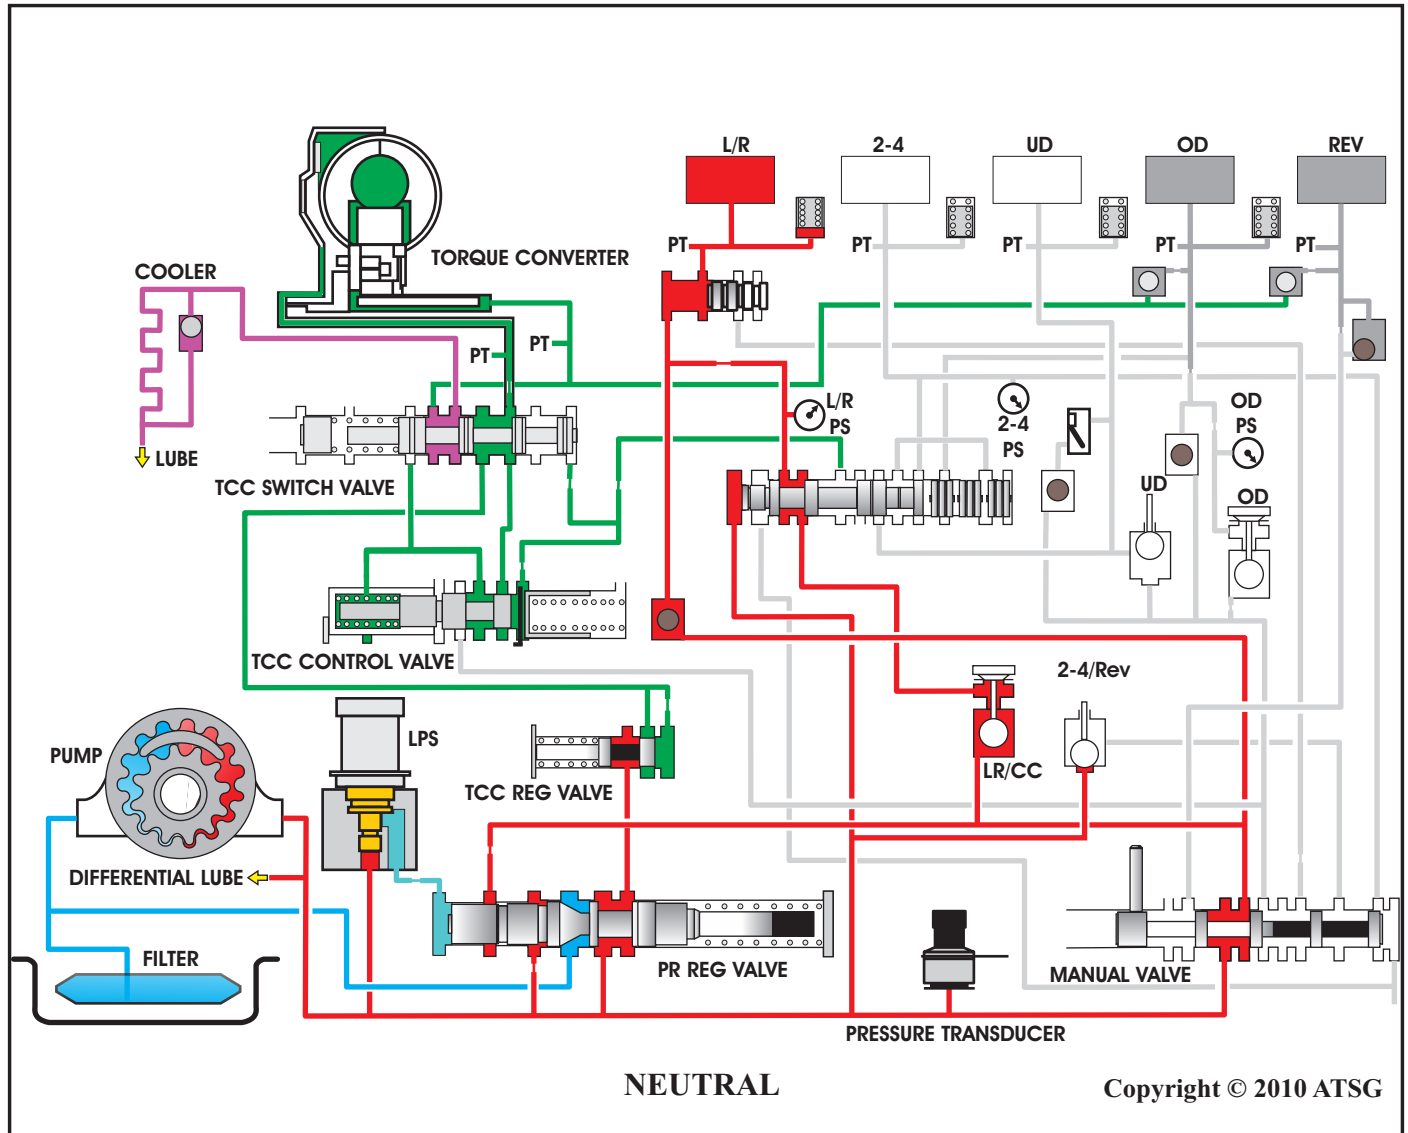 L/R
2-4
UD
OD
REV
PT
PT
PT
PT
PT
TORQUE CONVERTER
COOLER
PT
PT
L/R
PS
2-4
PS
OD
PS
LUBE
TCC SWITCH VALVE
UD
OD
TCC CONTROL VALVE
2-4/Rev
LPS
PUMP
LR/CC
TCC REG VALVE
DIFFERENTIAL LUBE
FILTER
PR REG VALVE
MANUAL VALVE
PRESSURE TRANSDUCER
NEUTRAL
Copyright © 2010 ATSG